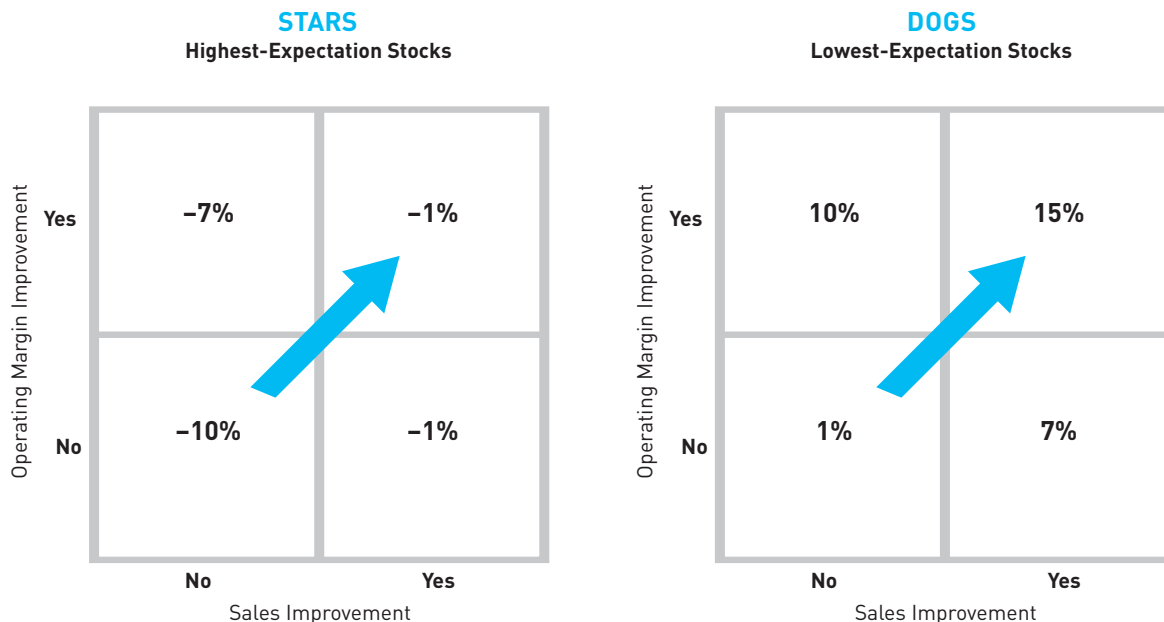 STARS
Highest-Expectation Stocks
Operating Margin Improvement
Yes
–7%
–1%
No
–10%
–1%
No
Yes
Sales Improvement
DOGS
Lowest-Expectation Stocks
Operating Margin Improvement
Yes
10%
15%
No
1%
7%
No
Yes
Sales Improvement